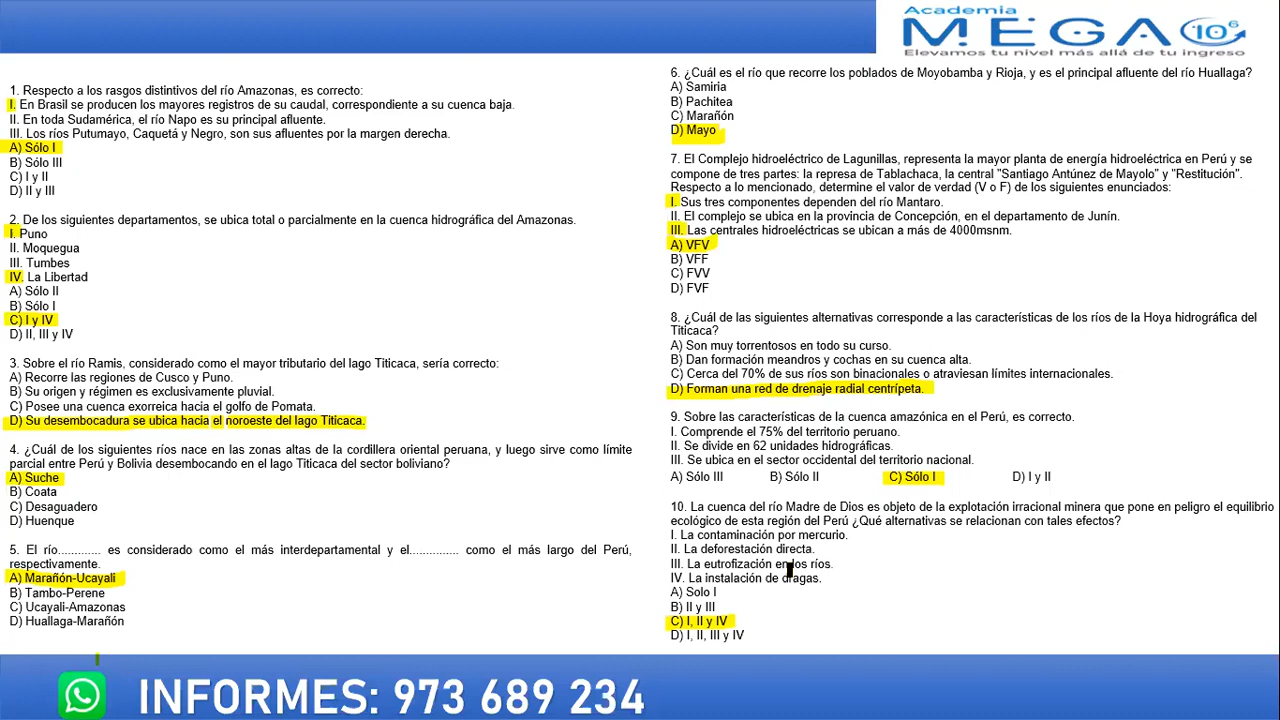 Academia
MEGA 10⁶
Elevamos tu nivel más allá de tu ingreso
1. Respecto a los rasgos distintivos del río Amazonas, es correcto:
I. En Brasil se producen los mayores registros de su caudal, correspondiente a su cuenca baja.
II. En toda Sudamérica, el río Napo es su principal afluente.
III. Los ríos Putumayo, Caquetá y Negro, son sus afluentes por la margen derecha.
A) Sólo I
B) Sólo III
C) I y II
D) II y III
2. De los siguientes departamentos, se ubica total o parcialmente en la cuenca hidrográfica del Amazonas.
I. Puno
II. Moquegua
III. Tumbes
IV. La Libertad
A) Sólo II
B) Sólo I
C) I y IV
D) II, III y IV
3. Sobre el río Ramis, considerado como el mayor tributario del lago Titicaca, sería correcto:
A) Recorre las regiones de Cusco y Puno.
B) Su origen y régimen es exclusivamente pluvial.
C) Posee una cuenca exorreica hacia el golfo de Pomata.
D) Su desembocadura se ubica hacia el noroeste del lago Titicaca.
4. ¿Cuál de los siguientes ríos nace en las zonas altas de la cordillera oriental peruana, y luego sirve como límite
parcial entre Perú y Bolivia desembocando en el lago Titicaca del sector boliviano?
A) Suche
B) Coata
C) Desaguadero
D) Huenque
5. El río............ es considerado como el más interdepartamental y el.............. como el más largo del Perú,
respectivamente.
A) Marañón-Ucayali
B) Tambo-Perene
C) Ucayali-Amazonas
D) Huallaga-Marañón
6. ¿Cuál es el río que recorre los poblados de Moyobamba y Rioja, y es el principal afluente del río Huallaga?
A) Samiria
B) Pachitea
C) Marañón
D) Mayo
7. El Complejo hidroeléctrico de Lagunillas, representa la mayor planta de energía hidroeléctrica en Perú y se
compone de tres partes: la represa de Tablachaca, la central "Santiago Antúnez de Mayolo" y "Restitución".
Respecto a lo mencionado, determine el valor de verdad (V o F) de los siguientes enunciados:
I. Sus tres componentes dependen del río Mantaro.
II. El complejo se ubica en la provincia de Concepción, en el departamento de Junín.
III. Las centrales hidroeléctricas se ubican a más de 4000msnm.
A) VFV
B) VFF
C) FVV
D) FVF
8. ¿Cuál de las siguientes alternativas corresponde a las características de los ríos de la Hoya hidrográfica del
Titicaca?
A) Son muy torrentosos en todo su curso.
B) Dan formación meandros y cochas en su cuenca alta.
C) Cerca del 70% de sus ríos son binacionales o atraviesan límites internacionales.
D) Forman una red de drenaje radial centrípeta.
9. Sobre las características de la cuenca amazónica en el Perú, es correcto.
I. Comprende el 75% del territorio peruano.
II. Se divide en 62 unidades hidrográficas.
III. Se ubica en el sector occidental del territorio nacional.
A) Sólo III B) Sólo II C) Sólo I D) I y II
10. La cuenca del río Madre de Dios es objeto de la explotación irracional minera que pone en peligro el equilibrio
ecológico de esta región del Perú ¿Qué alternativas se relacionan con tales efectos?
I. La contaminación por mercurio.
II. La deforestación directa.
III. La eutrofización en los ríos.
IV. La instalación de dragas.
A) Solo I
B) II y III
C) I, II y IV
D) I, II, III y IV
INFORMES: 973 689 234